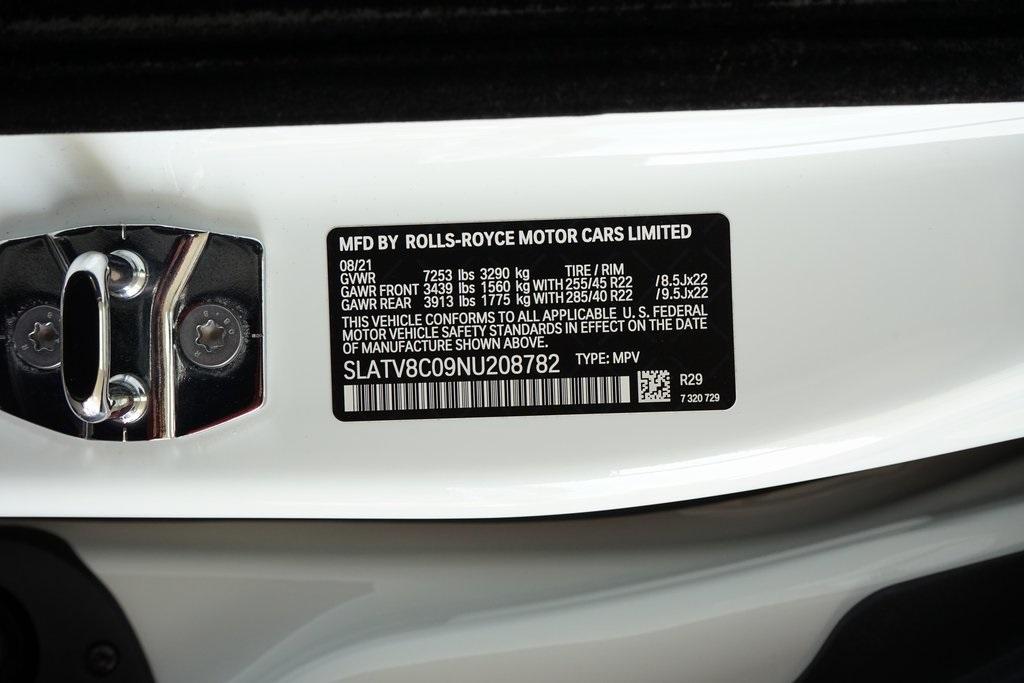 MFD BY ROLLS-ROYCE MOTOR CARS LIMITED
08/21
GVWR 7253 lbs 3290 kg TIRE / RIM
GAWR FRONT 3439 lbs 1560 kg WITH 255/45 R22 /8.5Jx22
GAWR REAR 3913 lbs 1775 kg WITH 285/40 R22 /9.5Jx22
THIS VEHICLE CONFORMS TO ALL APPLICABLE U. S. FEDERAL
MOTOR VEHICLE SAFETY STANDARDS IN EFFECT ON THE DATE
OF MANUFACTURE SHOWN ABOVE.
SLATV8C09NU208782 TYPE: MPV
R29
7 320 729